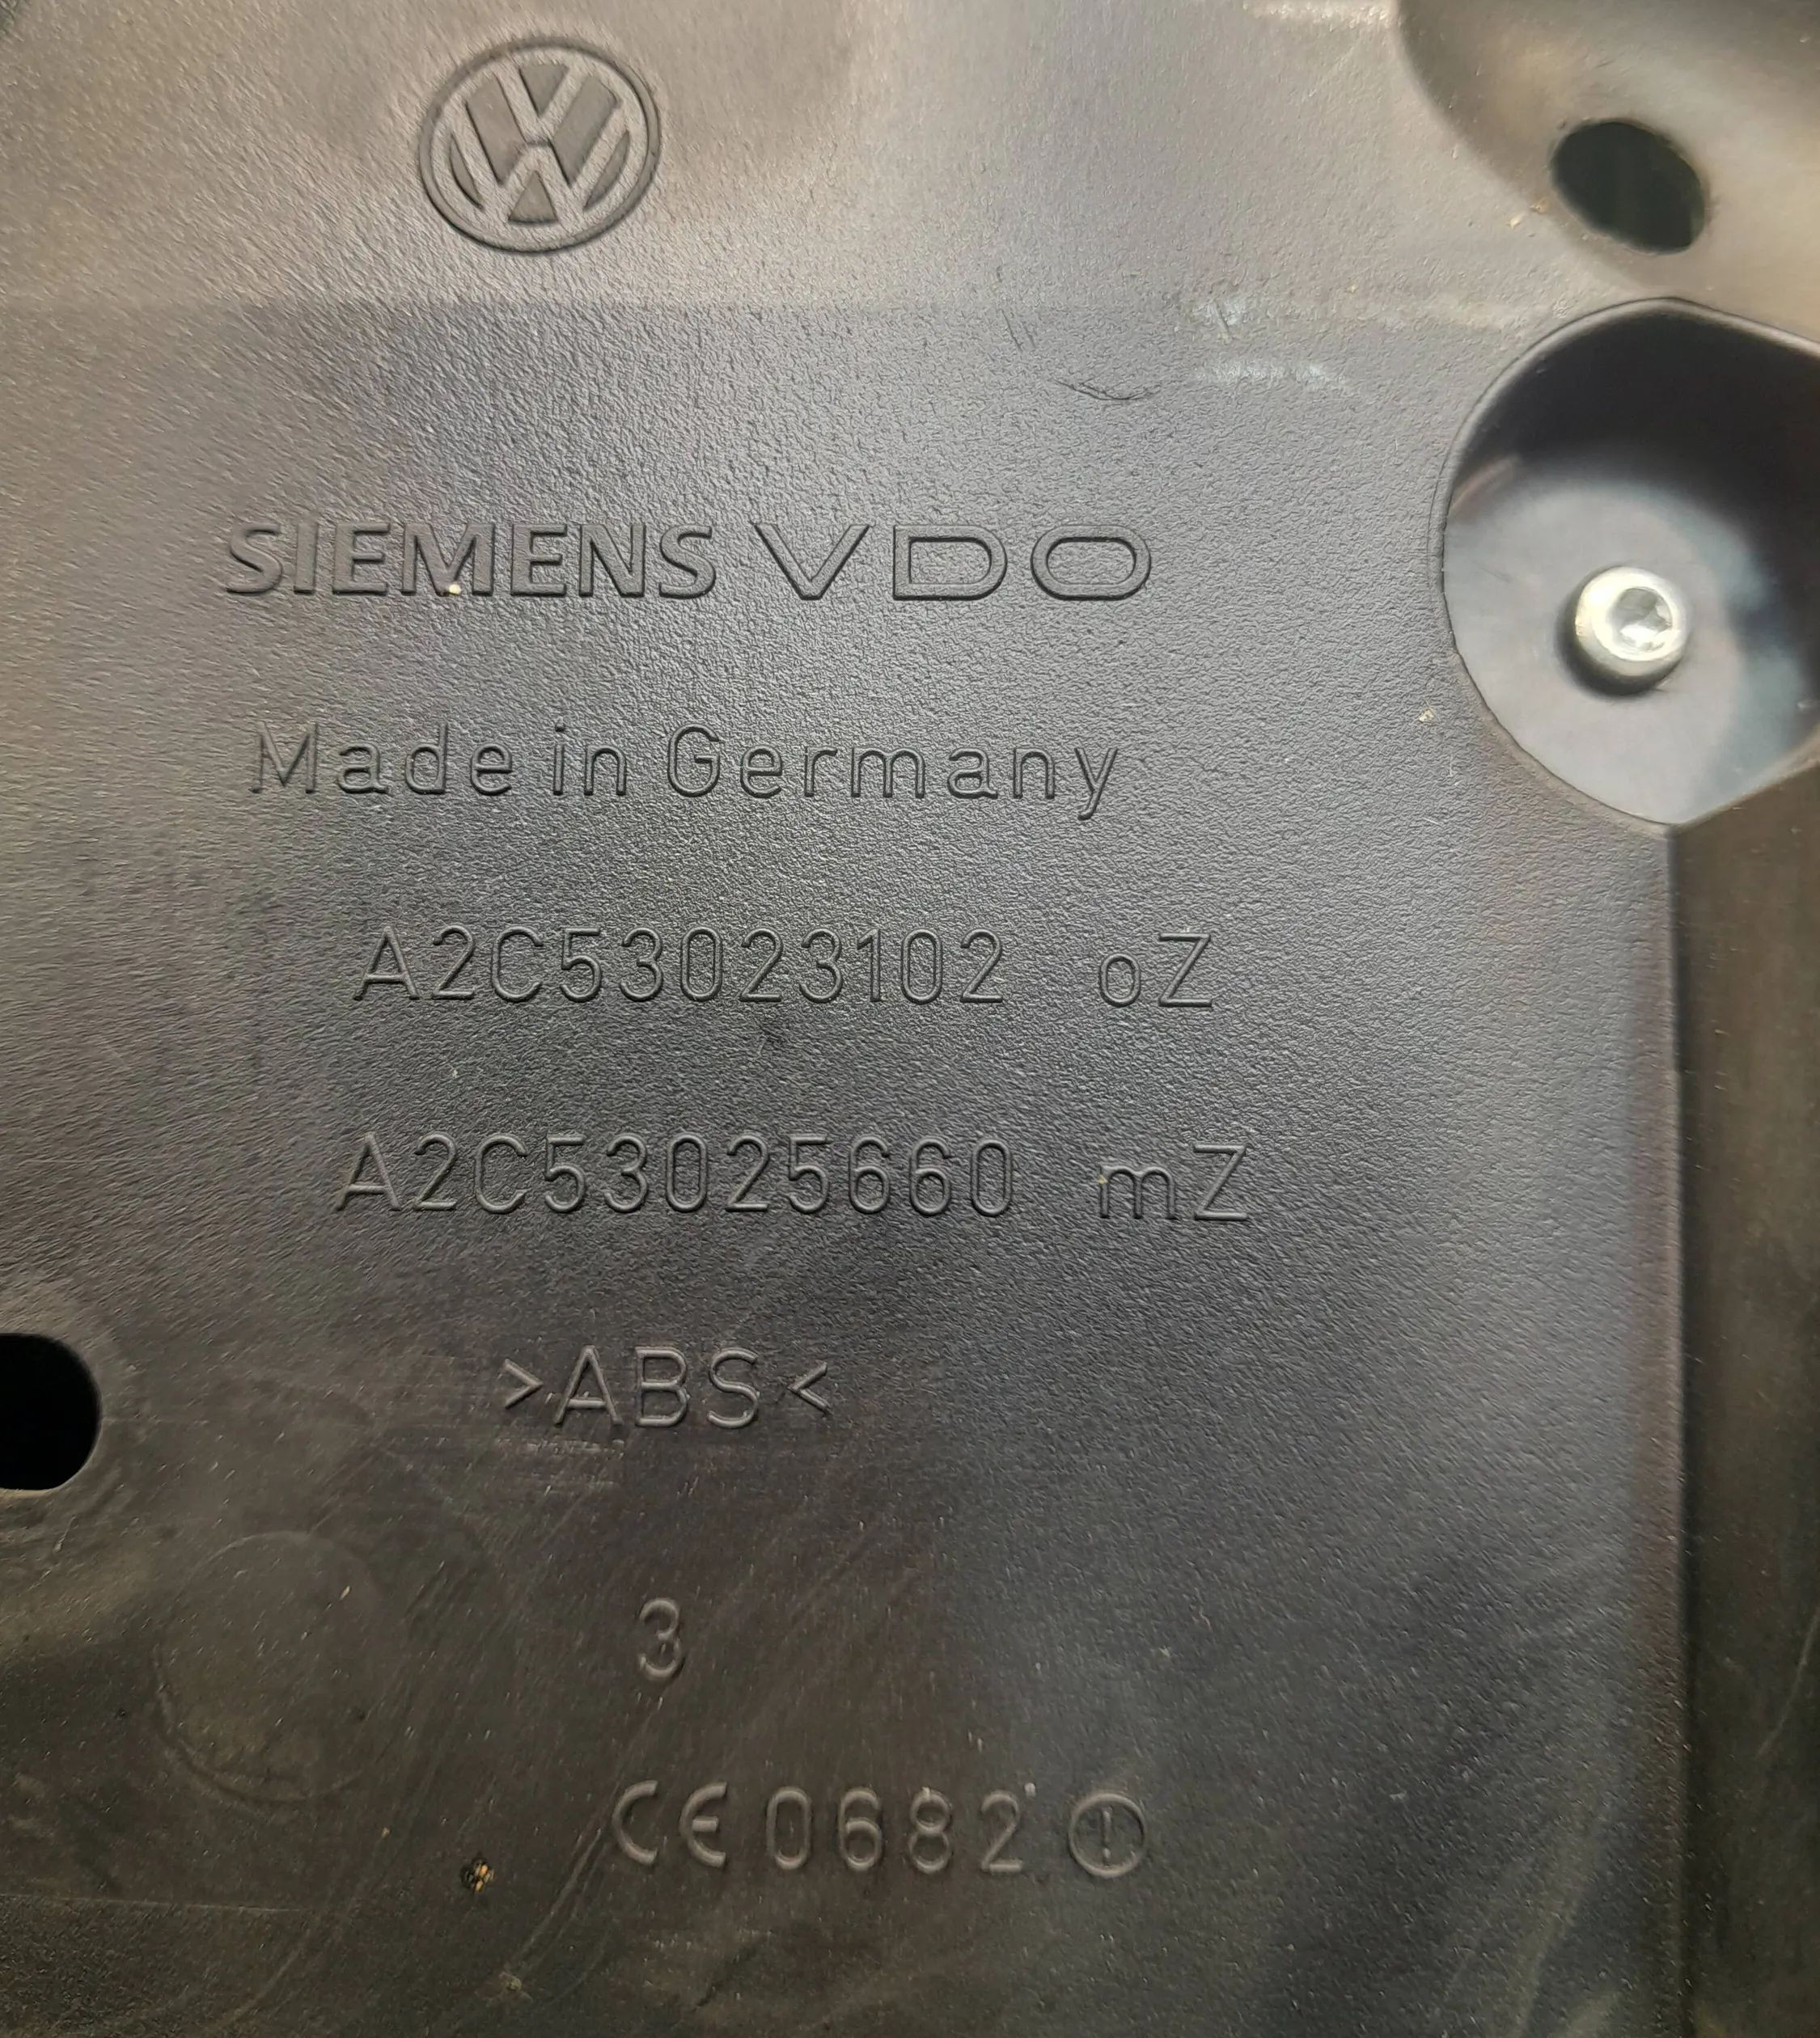 SIEMENS VDO
Made in Germany
A2C53023102 oZ
A2C53025660 mZ
>ABS<
3
CE 0682